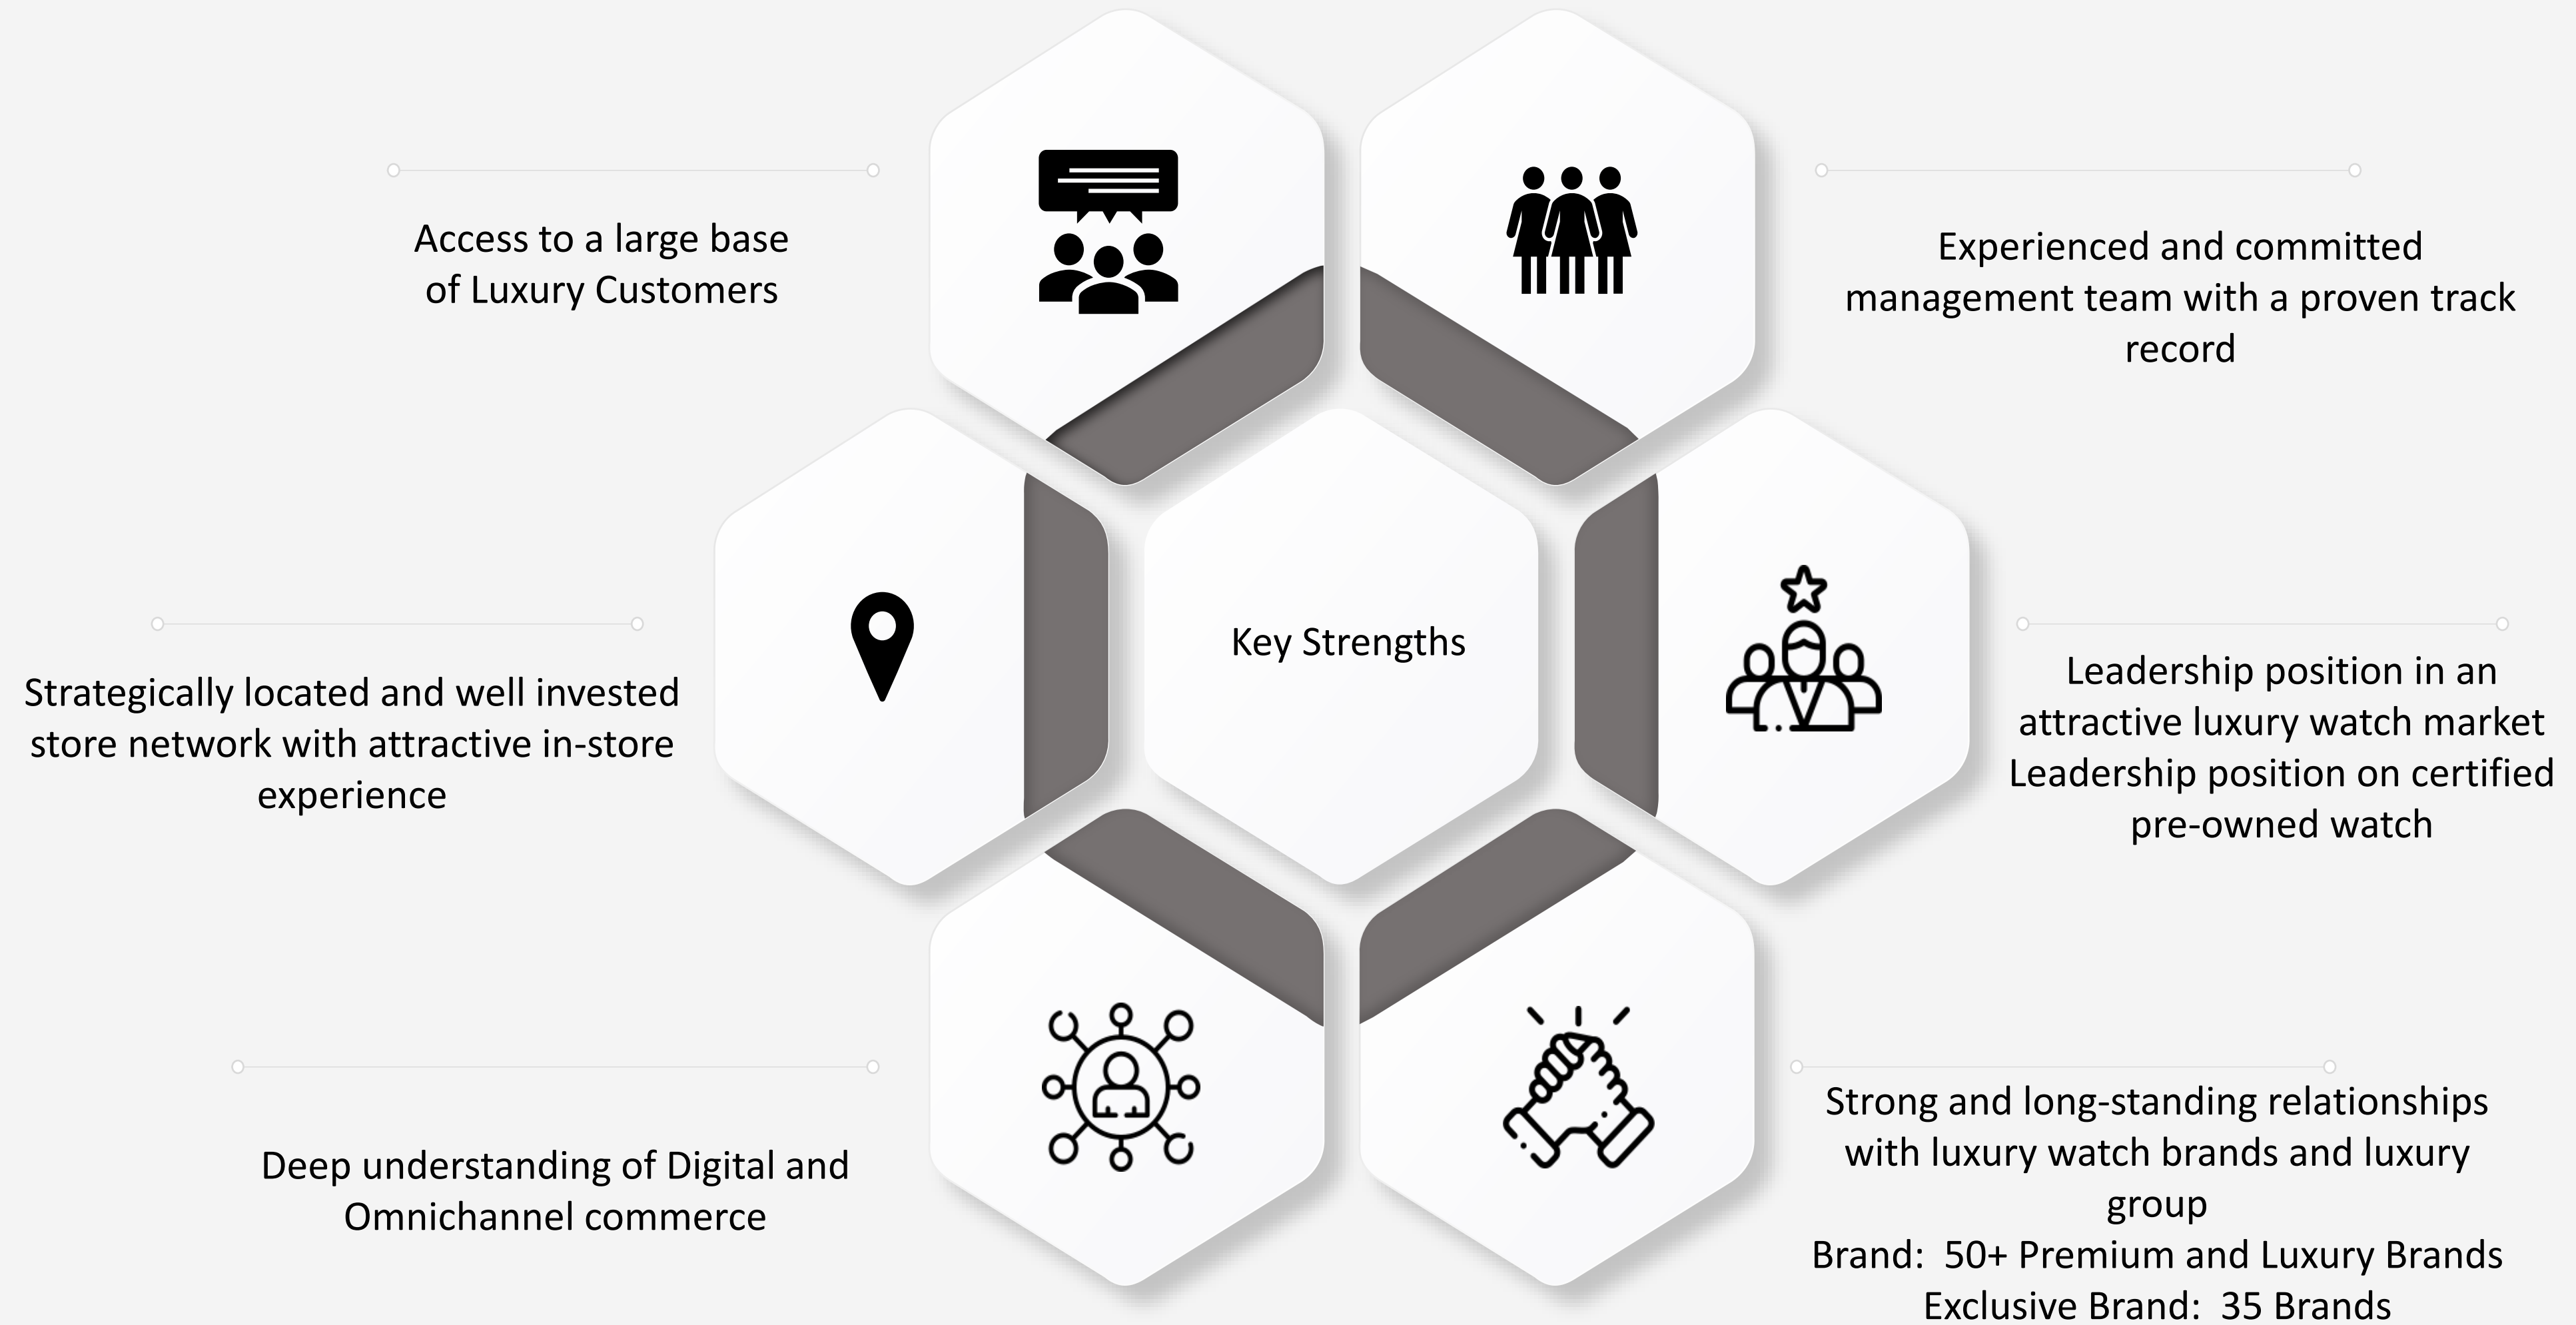 Access to a large base
of Luxury Customers
Experienced and committed
management team with a proven track
record
Key Strengths
Strategically located and well invested
store network with attractive in-store
experience
Leadership position in an
attractive luxury watch market
Leadership position on certified
pre-owned watch
Deep understanding of Digital and
Omnichannel commerce
Strong and long-standing relationships
with luxury watch brands and luxury
group
Brand:  50+ Premium and Luxury Brands
Exclusive Brand:  35 Brands